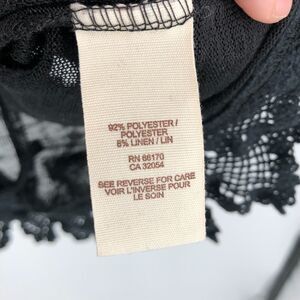 92% POLYESTER /
POLYESTER
8% LINEN / LIN
RN 66170
CA 32054
SEE REVERSE FOR CARE
VOIR L'INVERSE POUR
LE SOIN